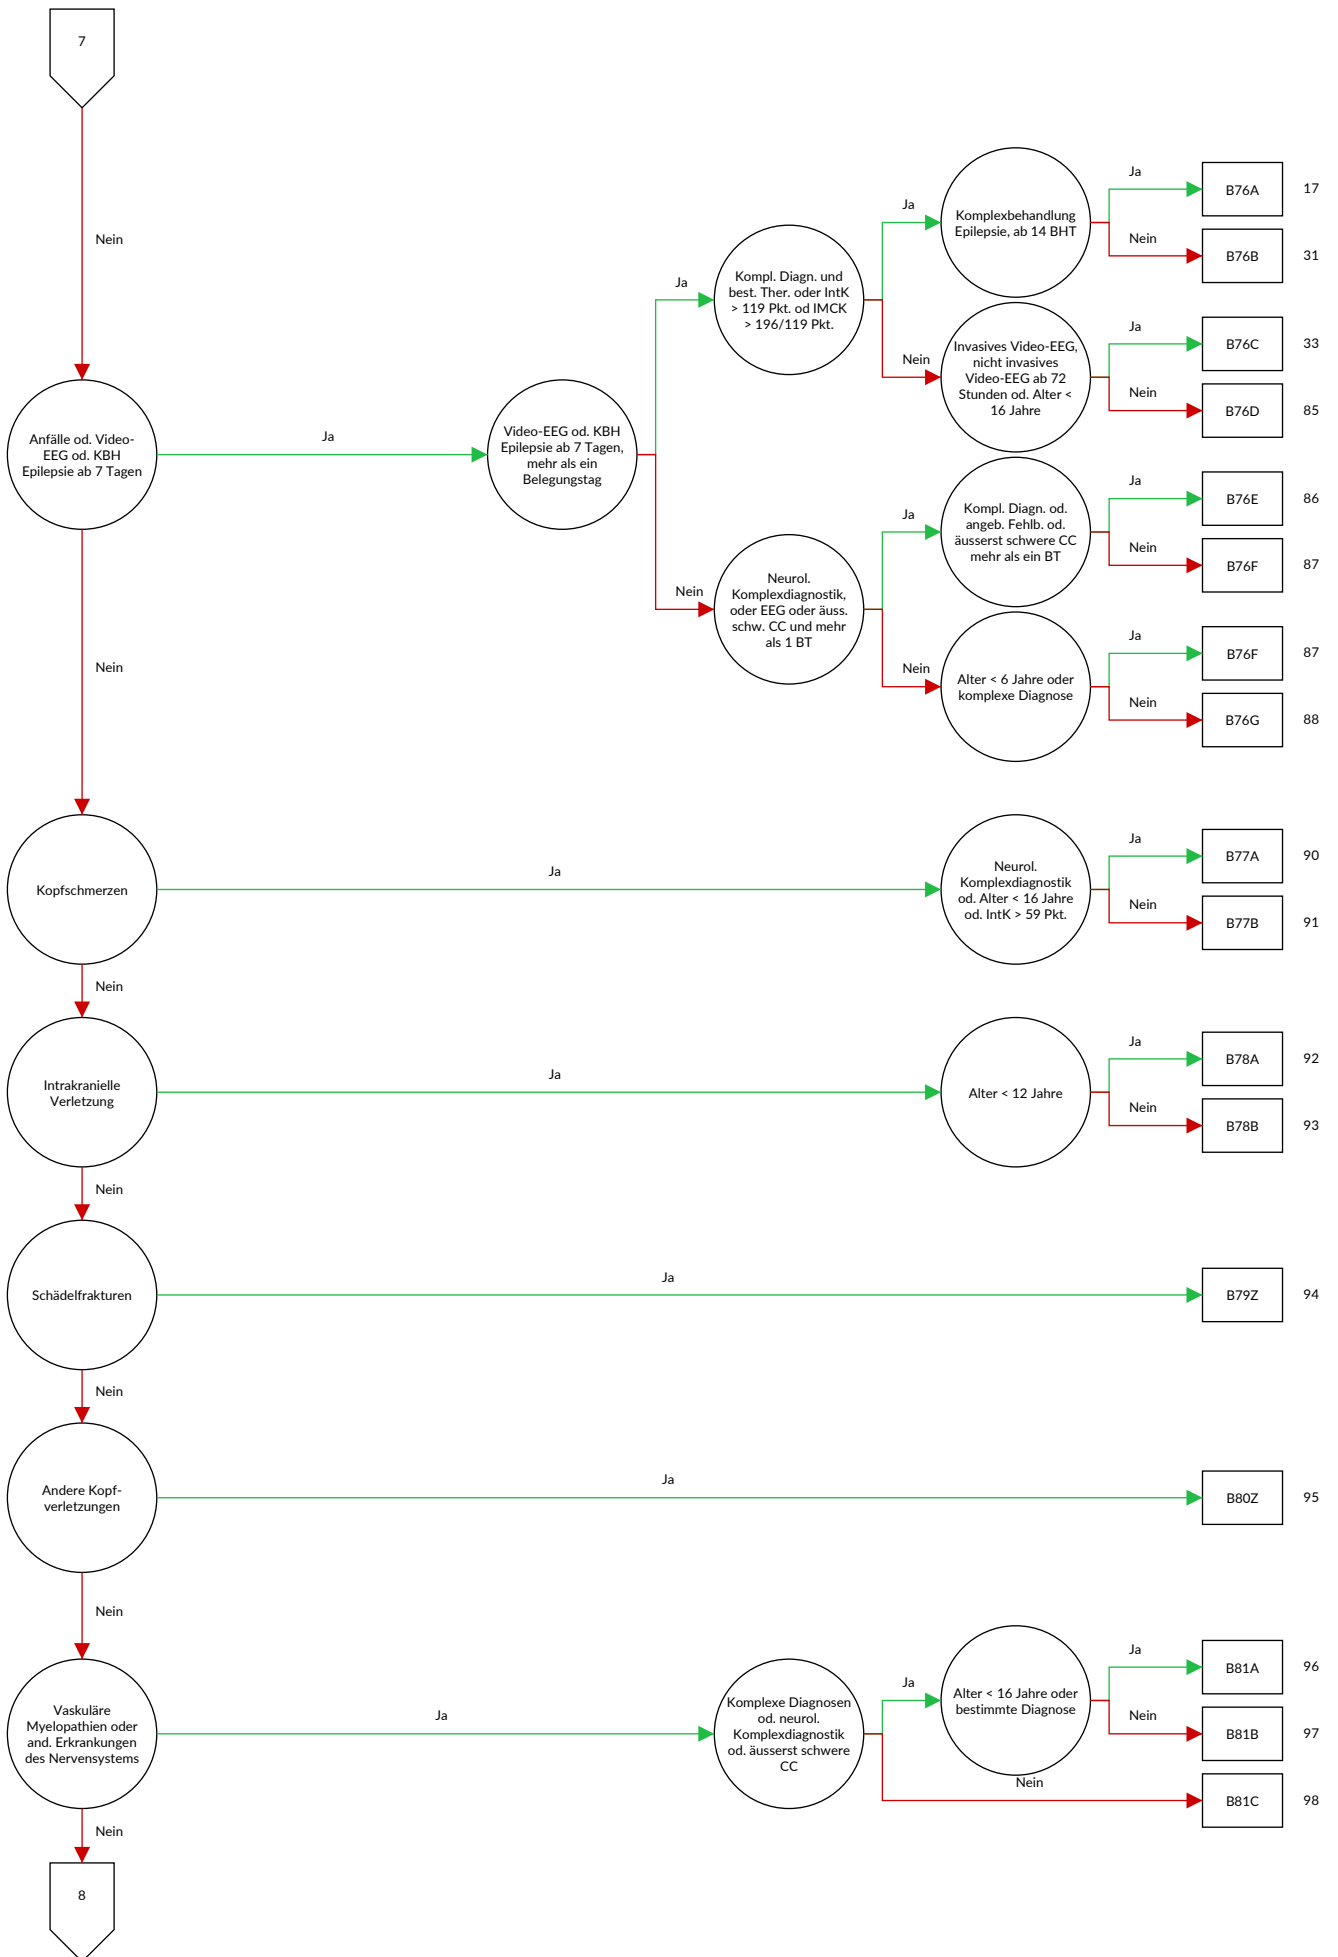 7
Nein
Anfälle od. Video-
EEG od. KBH
Epilepsie ab 7 Tagen
Ja
Video-EEG od. KBH
Epilepsie ab 7 Tagen,
mehr als ein
Belegungstag
Ja
Kompl. Diagn. und
best. Ther. oder IntK
> 119 Pkt. od IMCK
> 196/119 Pkt.
Ja
Komplexbehandlung
Epilepsie, ab 14 BHT
Ja
B76A
17
Nein
B76B
31
Nein
Invasives Video-EEG,
nicht invasives
Video-EEG ab 72
Stunden od. Alter <
16 Jahre
Ja
B76C
33
Nein
B76D
85
Nein
Neurol.
Komplexdiagnostik,
oder EEG oder äuss.
schw. CC und mehr
als 1 BT
Ja
Kompl. Diagn. od.
angeb. Fehlb. od.
äusserst schwere CC
mehr als ein BT
Ja
B76E
86
Nein
B76F
87
Nein
Alter < 6 Jahre oder
komplexe Diagnose
Ja
B76F
87
Nein
B76G
88
Nein
Kopfschmerzen
Ja
Neurol.
Komplexdiagnostik
od. Alter < 16 Jahre
od. IntK > 59 Pkt.
Ja
B77A
90
Nein
B77B
91
Nein
Intrakranielle
Verletzung
Ja
Alter < 12 Jahre
Ja
B78A
92
Nein
B78B
93
Nein
Schädelfrakturen
Ja
B79Z
94
Nein
Andere Kopf-
verletzungen
Ja
B80Z
95
Nein
Vaskuläre
Myelopathien oder
and. Erkrankungen
des Nervensystems
Ja
Komplexe Diagnosen
od. neurol.
Komplexdiagnostik
od. äusserst schwere
CC
Ja
Alter < 16 Jahre oder
bestimmte Diagnose
Ja
B81A
96
Nein
B81B
97
Nein
B81C
98
Nein
8